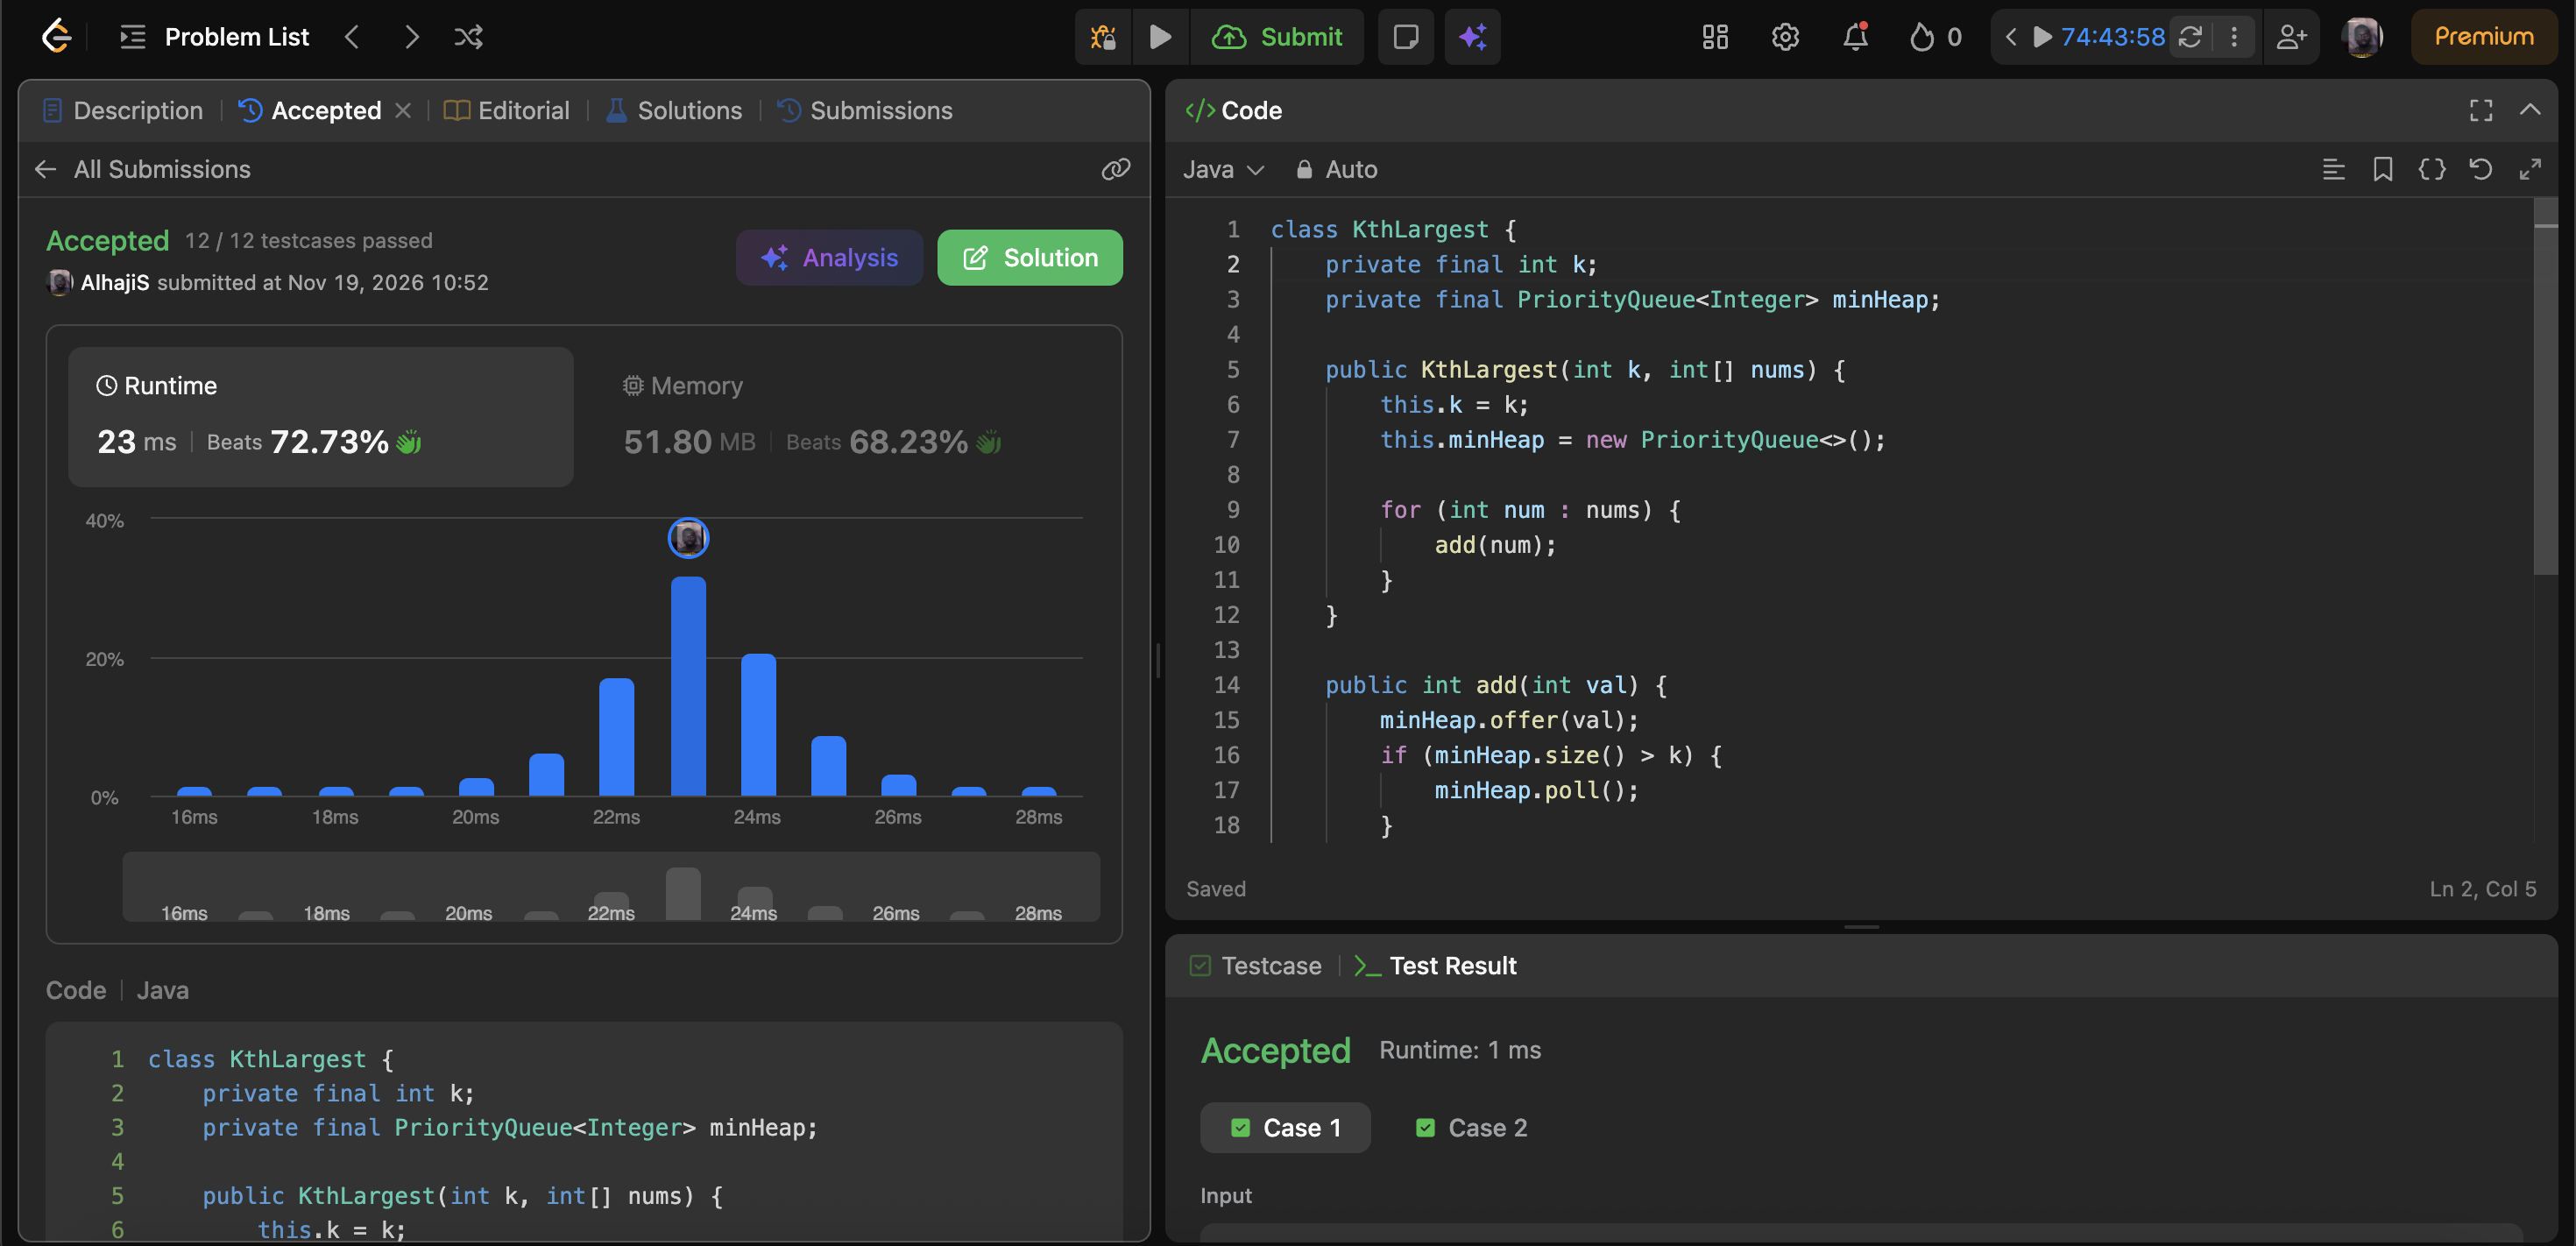 Problem List
Submit
0
74:43:58
Premium
Description
Accepted
Editorial
Solutions
Submissions
All Submissions
Accepted 12 / 12 testcases passed
AlhajiS submitted at Nov 19, 2026 10:52
Analysis
Solution
Runtime
23 ms Beats 72.73%
Memory
51.80 MB Beats 68.23%
40%
20%
0%
16ms 18ms 20ms 22ms 24ms 26ms 28ms
16ms 18ms 20ms 22ms 24ms 26ms 28ms
Code Java
1 class KthLargest {
2     private final int k;
3     private final PriorityQueue<Integer> minHeap;
4
5     public KthLargest(int k, int[] nums) {
6         this.k = k;
</> Code
Java Auto
1 class KthLargest {
2     private final int k;
3     private final PriorityQueue<Integer> minHeap;
4
5     public KthLargest(int k, int[] nums) {
6         this.k = k;
7         this.minHeap = new PriorityQueue<>();
8
9         for (int num : nums) {
10             add(num);
11         }
12     }
13
14     public int add(int val) {
15         minHeap.offer(val);
16         if (minHeap.size() > k) {
17             minHeap.poll();
18         }
Saved
Ln 2, Col 5
Testcase
Test Result
Accepted Runtime: 1 ms
Case 1 Case 2
Input